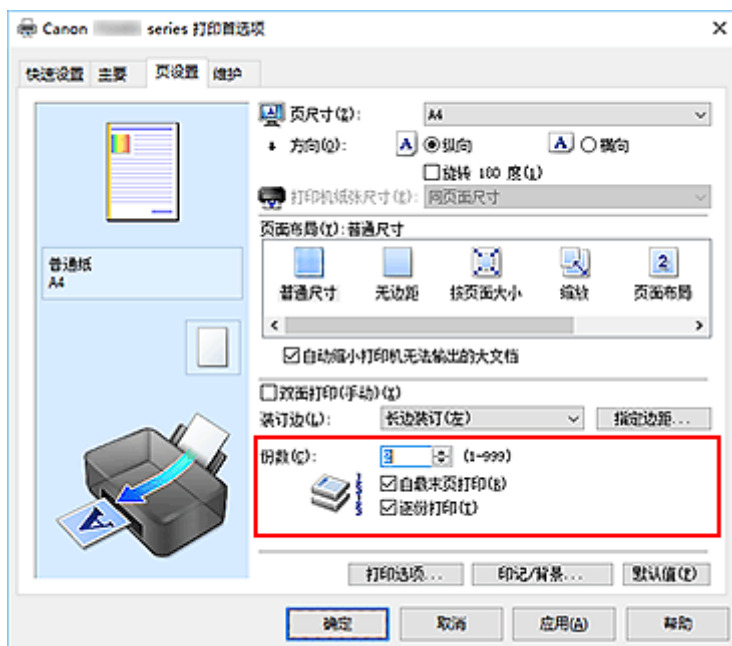 Canon series 打印首选项
快速设置 主要 页设置 维护
页尺寸(Z): A4
方向(O): A 纵向 A 横向
旋转 180 度(L)
打印机纸张尺寸(E): 同页面尺寸
页面布局(Y):普通尺寸
普通尺寸 无边距 按页面大小 缩放 页面布局
普通纸
A4
自动缩小打印机无法输出的大文档
双面打印(手动)(X)
装订边(L): 长边装订(左) 指定边距...
份数(C): 2 (1-999)
自最末页打印(R)
逐份打印(T)
打印选项... 印记/背景... 默认值(F)
确定 取消 应用(A) 帮助